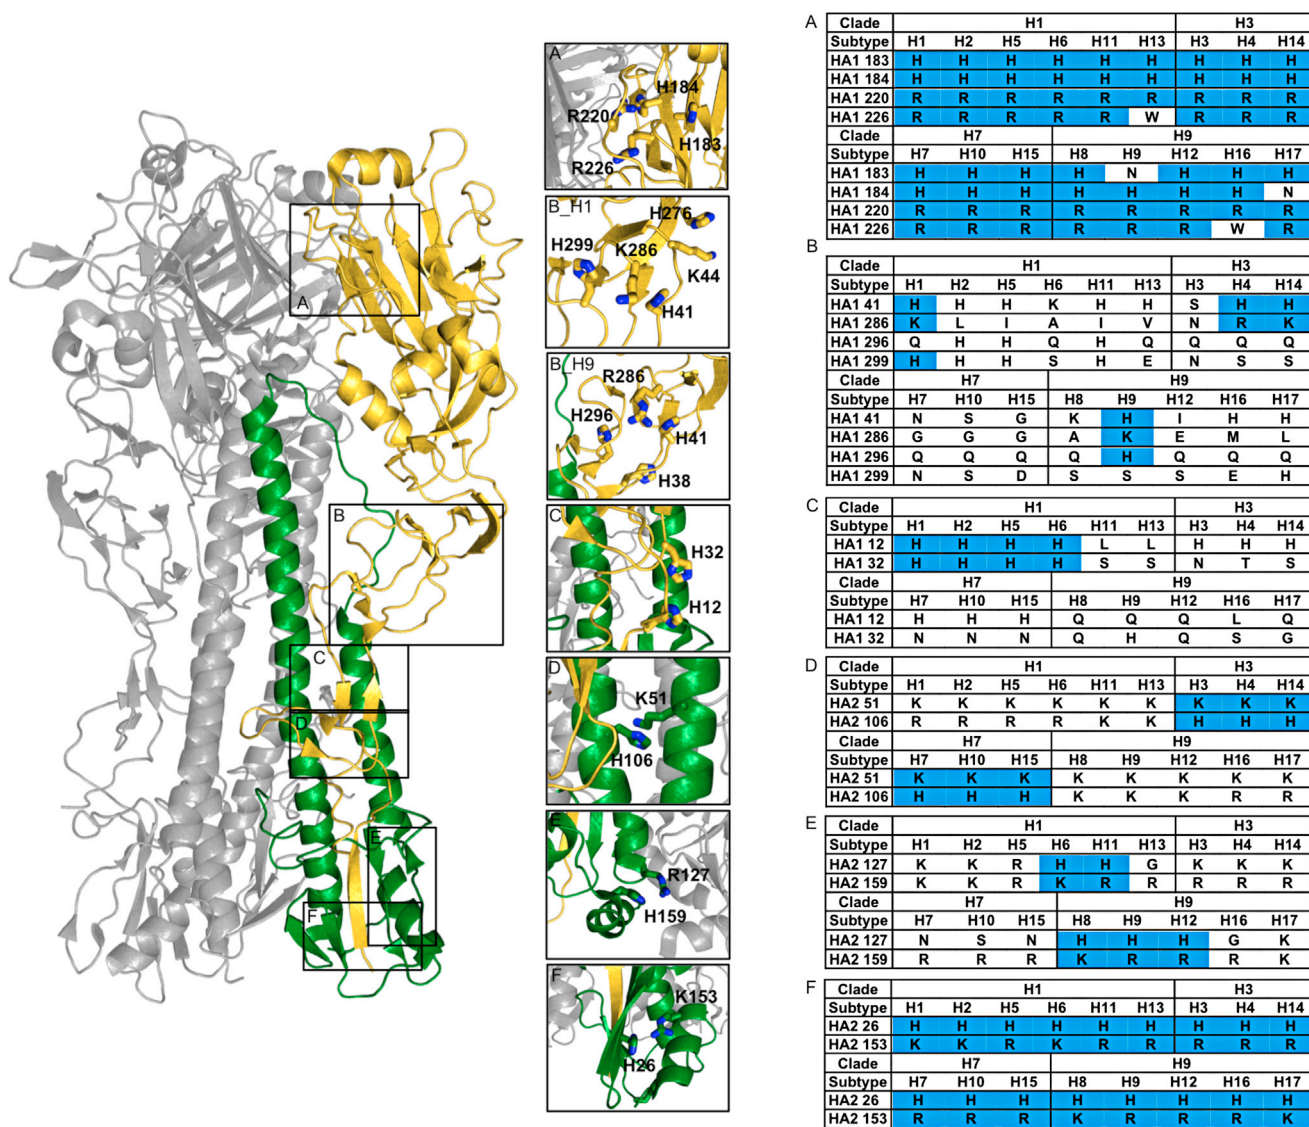 A
B
C
D
E
F
A
H184
R220
H183
R226
B_H1
H276
H299
K286
K44
H41
B_H9
R286
H296
H41
H38
C
H32
H12
D
K51
H106
E
R127
H159
F
K153
H26
A
Clade H1 H3
Subtype H1 H2 H5 H6 H11 H13 H3 H4 H14
HA1 183 H H H H H H H H H
HA1 184 H H H H H H H H H
HA1 220 R R R R R R R R R
HA1 226 R R R R R W R R R
Clade H7 H9
Subtype H7 H10 H15 H8 H9 H12 H16 H17
HA1 183 H H H H N H H H
HA1 184 H H H H H H H N
HA1 220 R R R R R R R R
HA1 226 R R R R R R W R
B
Clade H1 H3
Subtype H1 H2 H5 H6 H11 H13 H3 H4 H14
HA1 41 H H H K H H S H H
HA1 286 K L I A I V N R K
HA1 296 Q H H Q H Q Q Q Q
HA1 299 H H H S H E N S S
Clade H7 H9
Subtype H7 H10 H15 H8 H9 H12 H16 H17
HA1 41 N S G K H I H H
HA1 286 G G G A K E M L
HA1 296 Q Q Q Q H Q Q Q
HA1 299 N S D S S S E H
C
Clade H1 H3
Subtype H1 H2 H5 H6 H11 H13 H3 H4 H14
HA1 12 H H H H L L H H H
HA1 32 H H H H S S N T S
Clade H7 H9
Subtype H7 H10 H15 H8 H9 H12 H16 H17
HA1 12 H H H Q Q Q L Q
HA1 32 N N N Q H Q S G
D
Clade H1 H3
Subtype H1 H2 H5 H6 H11 H13 H3 H4 H14
HA2 51 K K K K K K K K K
HA2 106 R R R R K K H H H
Clade H7 H9
Subtype H7 H10 H15 H8 H9 H12 H16 H17
HA2 51 K K K K K K K K
HA2 106 H H H K K K R R
E
Clade H1 H3
Subtype H1 H2 H5 H6 H11 H13 H3 H4 H14
HA2 127 K K R H H G K K K
HA2 159 K K R K R R R R R
Clade H7 H9
Subtype H7 H10 H15 H8 H9 H12 H16 H17
HA2 127 N S N H H H G K
HA2 159 R R R K R R R K
F
Clade H1 H3
Subtype H1 H2 H5 H6 H11 H13 H3 H4 H14
HA2 26 H H H H H H H H H
HA2 153 K K R K R R R R R
Clade H7 H9
Subtype H7 H10 H15 H8 H9 H12 H16 H17
HA2 26 H H H H H H H H
HA2 153 R R R K R R R K